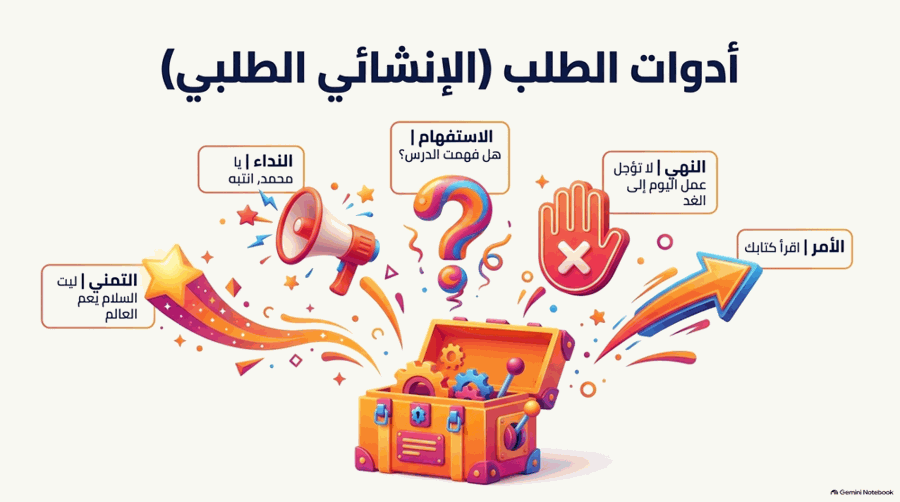 أدوات الطلب (الإنشائي الطلبي)
الأمر | اقرأ كتابك
النهي | لا تؤجل
عمل اليوم إلى
الغد
الاستفهام |
هل فهمت الدرس؟
النداء | يا
محمد، انتبه
التمني | ليت
السلام يعم
العالم
Gemini Notebook